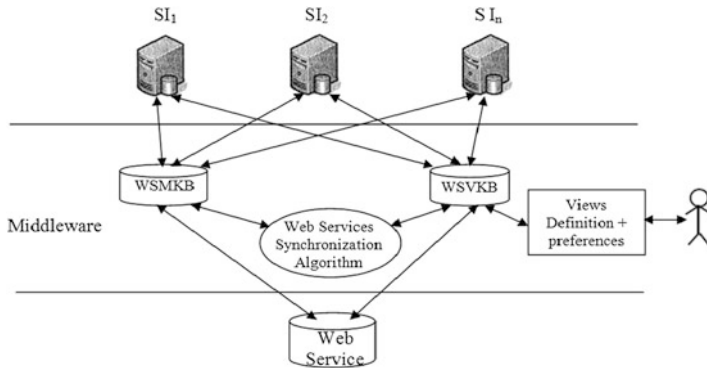 SI₁
SI₂
S Iₙ
WSMKB
WSVKB
Middleware
Web Services
Synchronization
Algorithm
Views
Definition +
preferences
Web
Service